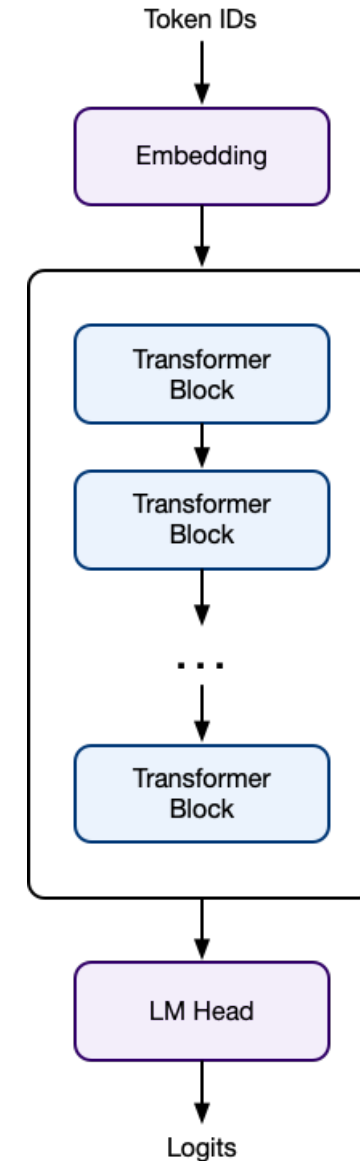 Token IDs
Embedding
Transformer
Block
Transformer
Block
...
Transformer
Block
LM Head
Logits